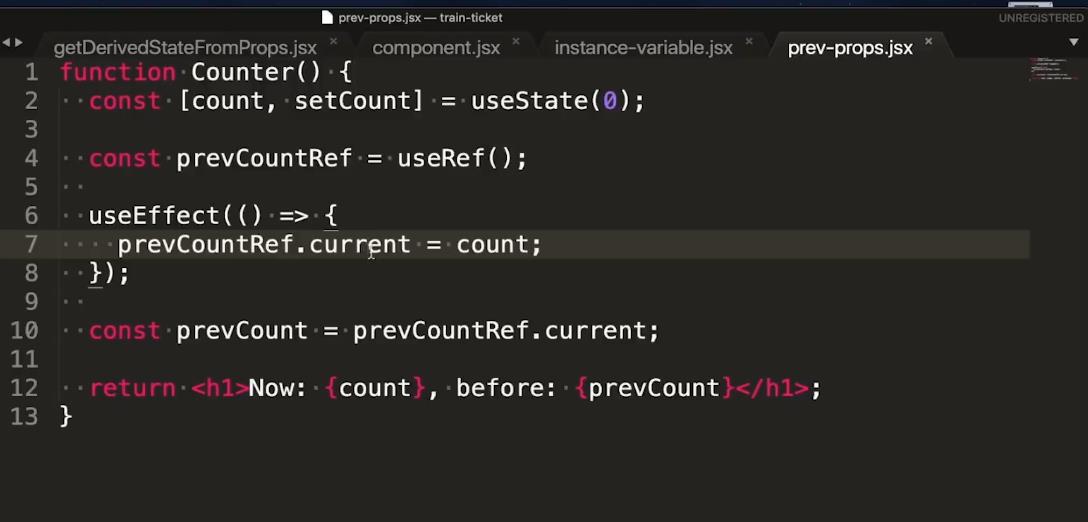 prev-props.jsx — train-ticket
UNREGISTERED
getDerivedStateFromProps.jsx × component.jsx × instance-variable.jsx × prev-props.jsx ×
1 function Counter() {
2   const [count, setCount] = useState(0);
3
4   const prevCountRef = useRef();
5
6   useEffect(() => {
7     prevCountRef.current = count;
8   });
9
10   const prevCount = prevCountRef.current;
11
12   return <h1>Now: {count}, before: {prevCount}</h1>;
13 }